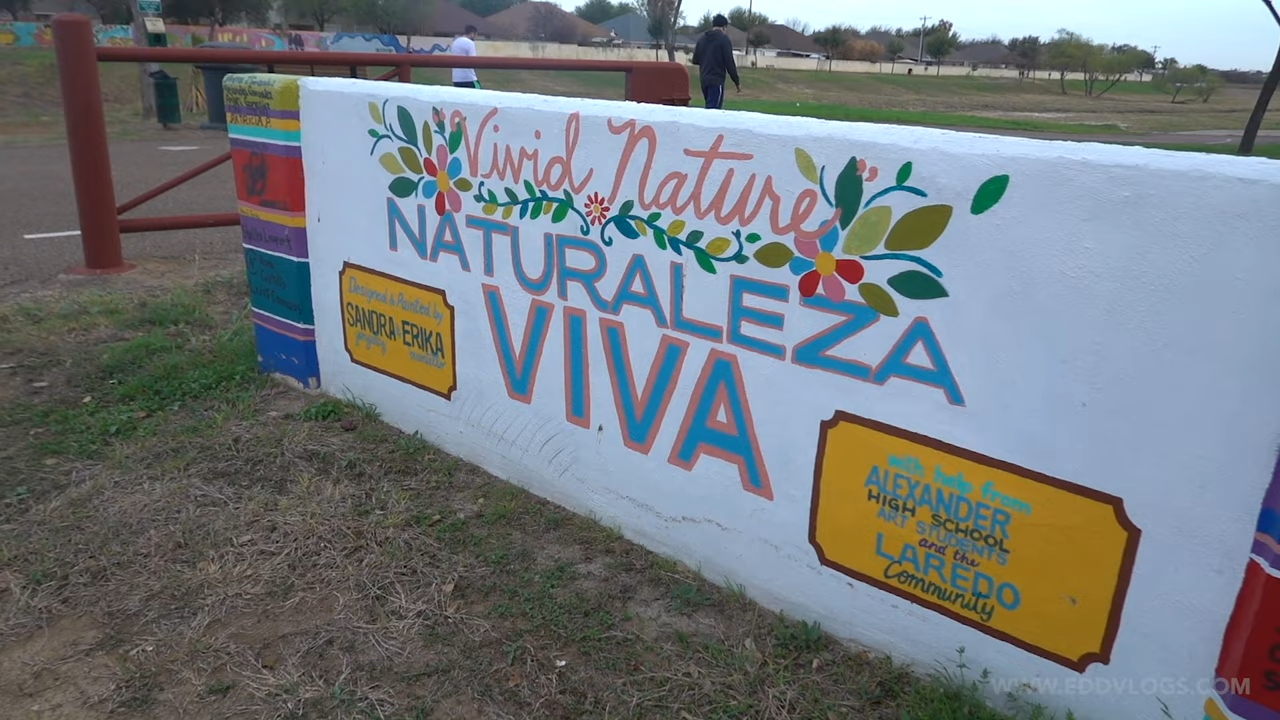 Vivid Nature
NATURALEZA
VIVA
Designed & Painted by
SANDRA & ERIKA
with help from
ALEXANDER
HIGH SCHOOL
ART STUDENTS
and the
LAREDO
Community
WWW.EDDVLOGS.COM